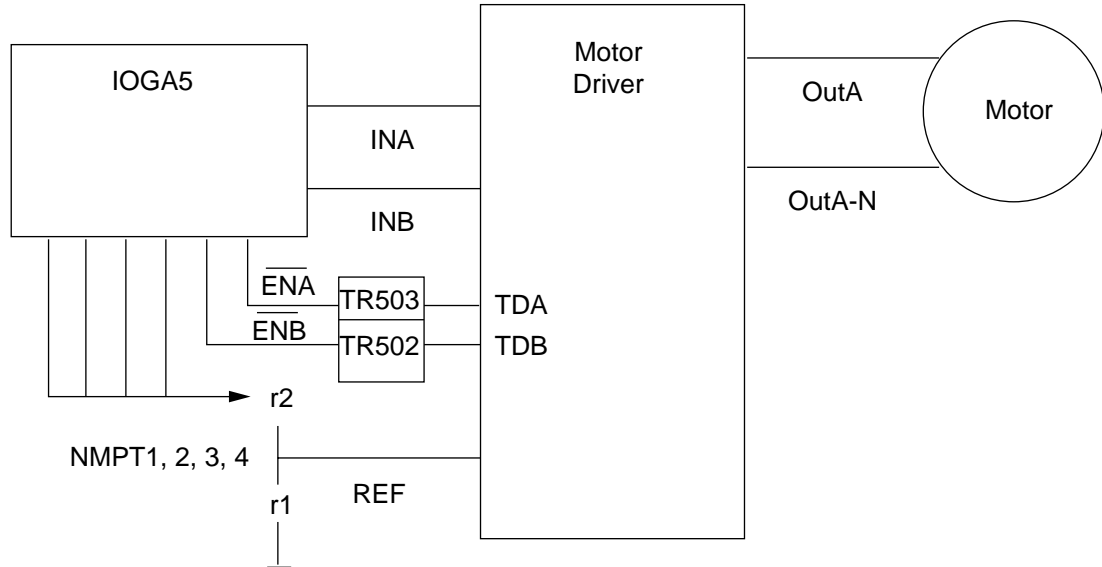 IOGA5
Motor
Driver
OutA
Motor
INA
OutA-N
INB
ENA
TR503
TDA
ENB
TR502
TDB
r2
NMPT1, 2, 3, 4
REF
r1